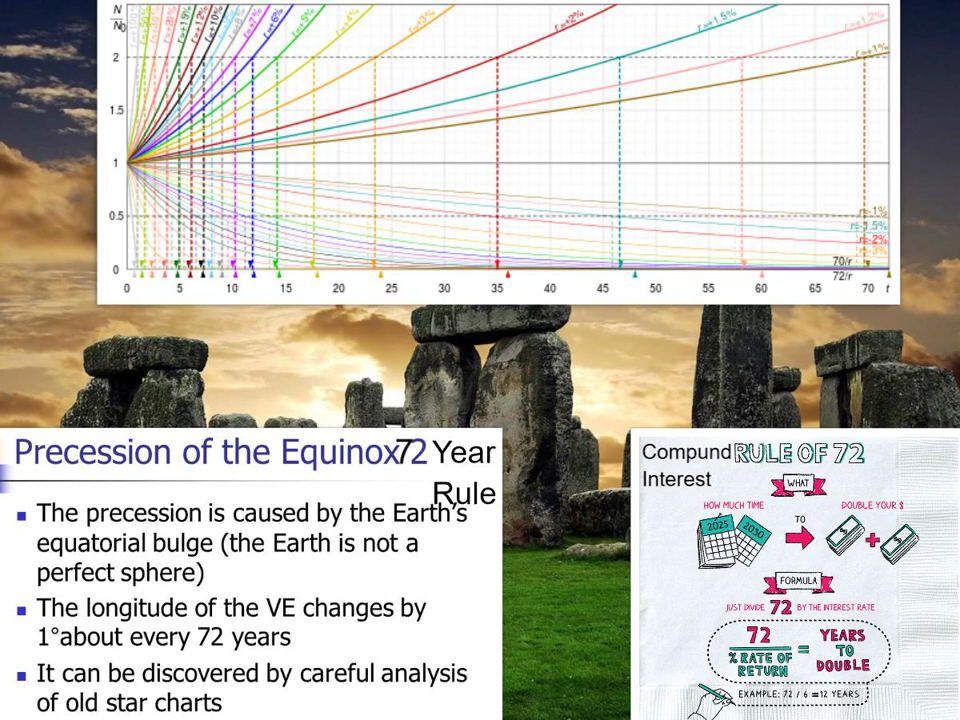 N
N0
r=+15%
r=+12%
r=+10%
r=+7%
r=+6%
r=+5%
r=+4%
r=+3%
r=+2%
r=+1.5%
r=+1.2%
r=+1%
2
1.5
1
0.5
0
r=-1%
r=-1.5%
r=-2%
r=-3%
70/r
72/r
0 5 10 15 20 25 30 35 40 45 50 55 60 65 70 t
Precession of the Equinox 72 Year
Rule
The precession is caused by the Earth's
equatorial bulge (the Earth is not a
perfect sphere)
The longitude of the VE changes by
1°about every 72 years
It can be discovered by careful analysis
of old star charts
Compund RULE OF 72
Interest
WHAT
HOW MUCH TIME
TO
DOUBLE YOUR $
2025
2030
$
+
$
FORMULA
JUST DIVIDE 72 BY THE INTEREST RATE
72
% RATE OF
RETURN
=
YEARS
TO
DOUBLE
EXAMPLE: 72 / 6 = 12 YEARS